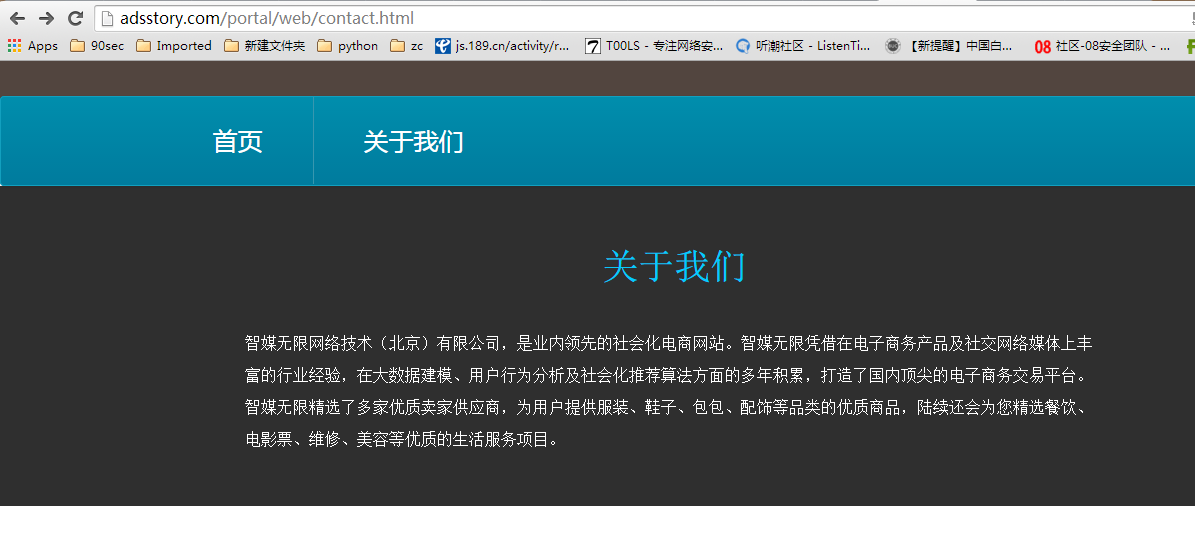 adsstory.com/portal/web/contact.html
Apps 90sec Imported 新建文件夹 python zc js.189.cn/activity/r... 7 T00LS - 专注网络安... 听潮社区 - ListenTi... 【新提醒】中国白... 08 社区-08安全团队 - ...
首页 关于我们
关于我们
智媒无限网络技术（北京）有限公司，是业内领先的社会化电商网站。智媒无限凭借在电子商务产品及社交网络媒体上丰
富的行业经验，在大数据建模、用户行为分析及社会化推荐算法方面的多年积累，打造了国内顶尖的电子商务交易平台。
智媒无限精选了多家优质卖家供应商，为用户提供服装、鞋子、包包、配饰等品类的优质商品，陆续还会为您精选餐饮、
电影票、维修、美容等优质的生活服务项目。